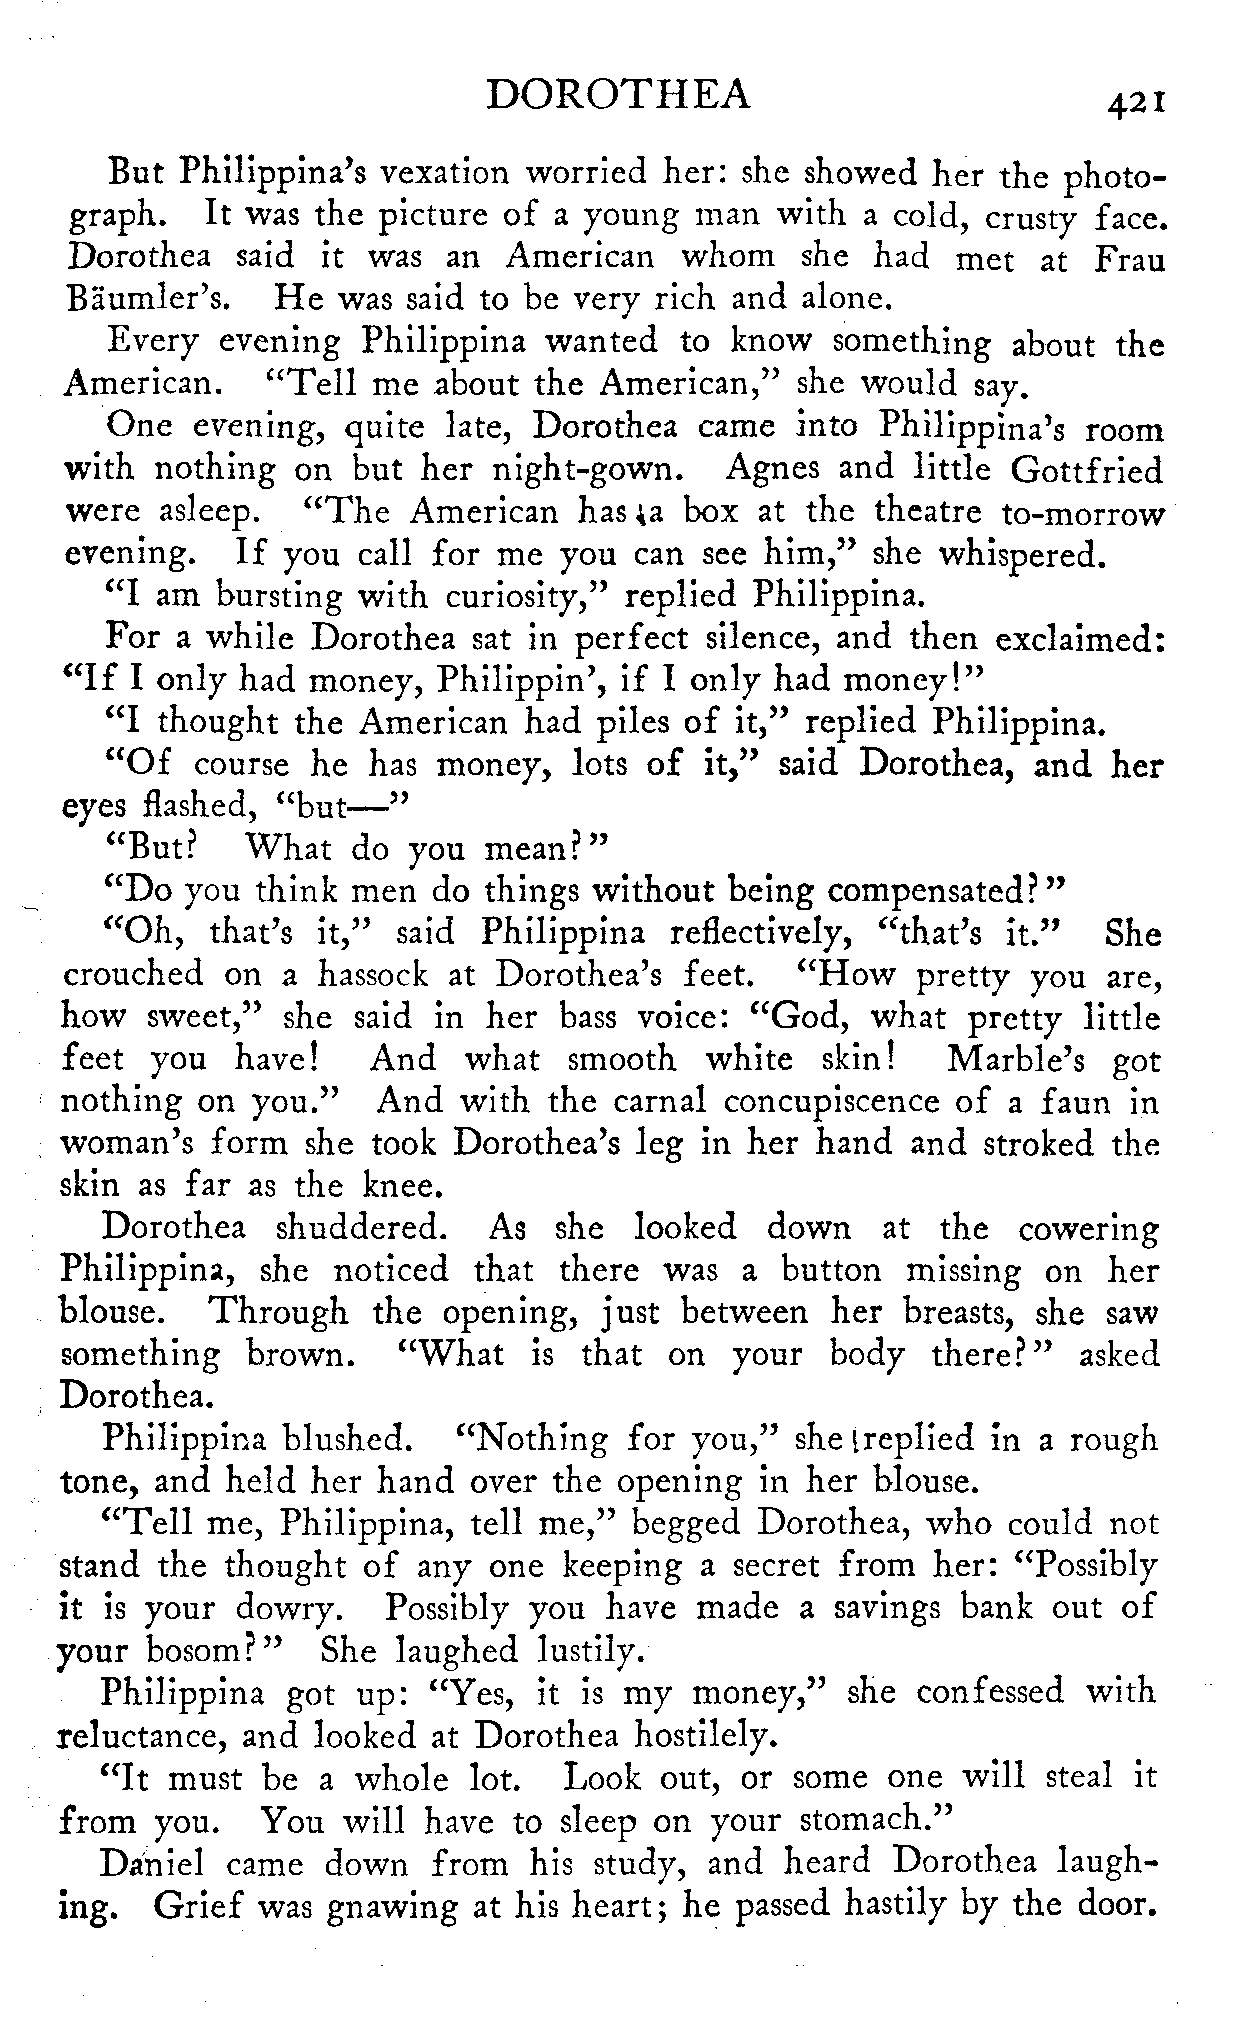 DOROTHEA 421
But Philippina's vexation worried her: she showed her the photo-
graph. It was the picture of a young man with a cold, crusty face.
Dorothea said it was an American whom she had met at Frau
Bäumler's. He was said to be very rich and alone.
Every evening Philippina wanted to know something about the
American. "Tell me about the American," she would say.
One evening, quite late, Dorothea came into Philippina's room
with nothing on but her night-gown. Agnes and little Gottfried
were asleep. "The American has a box at the theatre to-morrow
evening. If you call for me you can see him," she whispered.
"I am bursting with curiosity," replied Philippina.
For a while Dorothea sat in perfect silence, and then exclaimed:
"If I only had money, Philippin', if I only had money!"
"I thought the American had piles of it," replied Philippina.
"Of course he has money, lots of it," said Dorothea, and her
eyes flashed, "but—"
"But? What do you mean?"
"Do you think men do things without being compensated?"
"Oh, that's it," said Philippina reflectively, "that's it." She
crouched on a hassock at Dorothea's feet. "How pretty you are,
how sweet," she said in her bass voice: "God, what pretty little
feet you have! And what smooth white skin! Marble's got
nothing on you." And with the carnal concupiscence of a faun in
woman's form she took Dorothea's leg in her hand and stroked the
skin as far as the knee.
Dorothea shuddered. As she looked down at the cowering
Philippina, she noticed that there was a button missing on her
blouse. Through the opening, just between her breasts, she saw
something brown. "What is that on your body there?" asked
Dorothea.
Philippina blushed. "Nothing for you," she replied in a rough
tone, and held her hand over the opening in her blouse.
"Tell me, Philippina, tell me," begged Dorothea, who could not
stand the thought of any one keeping a secret from her: "Possibly
it is your dowry. Possibly you have made a savings bank out of
your bosom?" She laughed lustily.
Philippina got up: "Yes, it is my money," she confessed with
reluctance, and looked at Dorothea hostilely.
"It must be a whole lot. Look out, or some one will steal it
from you. You will have to sleep on your stomach."
Daniel came down from his study, and heard Dorothea laugh-
ing. Grief was gnawing at his heart; he passed hastily by the door.